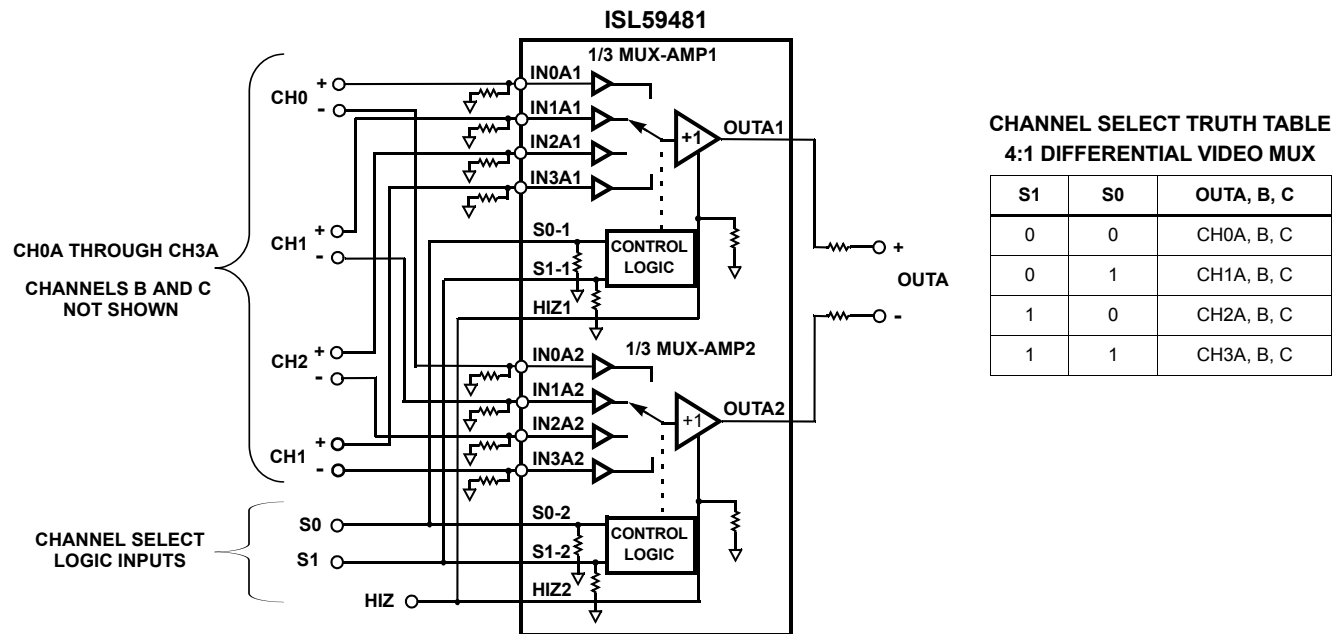 ISL59481
1/3 MUX-AMP1
CH0
+
-
IN0A1
IN1A1
IN2A1
IN3A1
+1
OUTA1
CH1
+
-
S0-1
S1-1
HIZ1
CONTROL
LOGIC
CH0A THROUGH CH3A
CHANNELS B AND C
NOT SHOWN
+
OUTA
-
1/3 MUX-AMP2
CH2
+
-
IN0A2
IN1A2
IN2A2
IN3A2
+1
OUTA2
CH1
+
-
CHANNEL SELECT
LOGIC INPUTS
S0
S1
HIZ
S0-2
S1-2
HIZ2
CONTROL
LOGIC
CHANNEL SELECT TRUTH TABLE
4:1 DIFFERENTIAL VIDEO MUX
S1 S0 OUTA, B, C
0 0 CH0A, B, C
0 1 CH1A, B, C
1 0 CH2A, B, C
1 1 CH3A, B, C